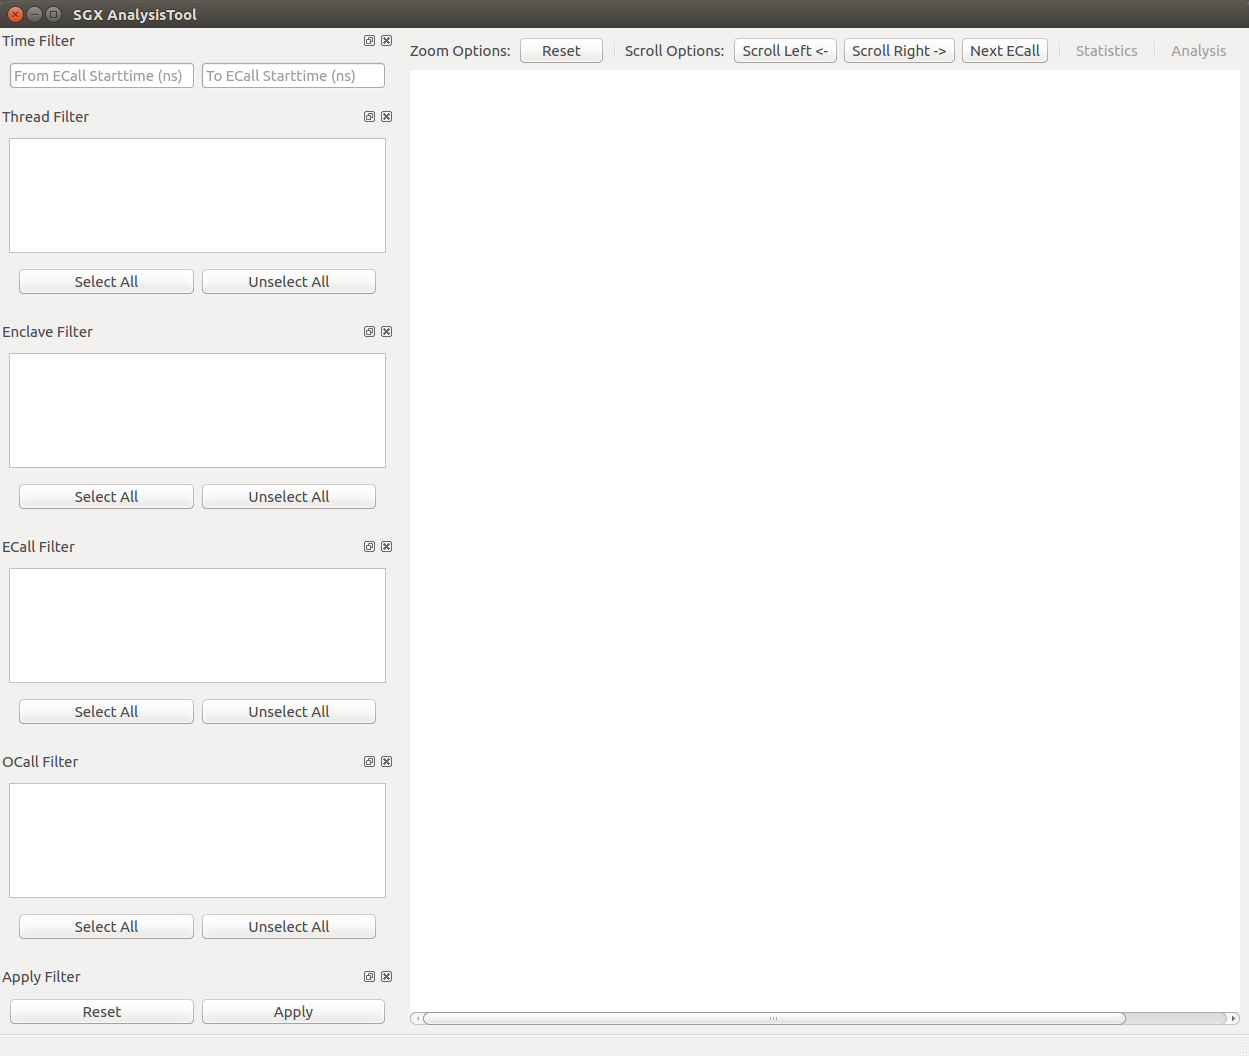 SGX AnalysisTool
Time Filter
From ECall Starttime (ns) To ECall Starttime (ns)
Thread Filter
Select All Unselect All
Enclave Filter
Select All Unselect All
ECall Filter
Select All Unselect All
OCall Filter
Select All Unselect All
Apply Filter
Reset Apply
Zoom Options: Reset Scroll Options: Scroll Left <- Scroll Right -> Next ECall Statistics Analysis